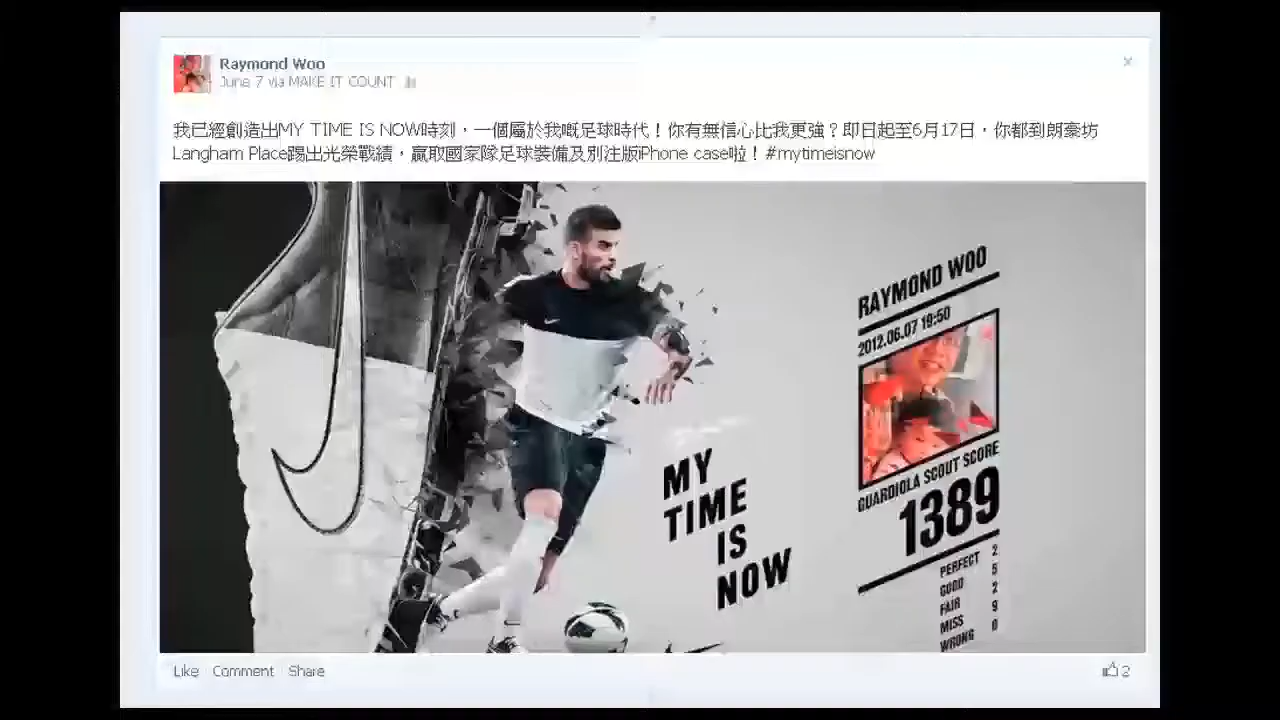 Raymond Woo
June 7 via MAKE IT COUNT
我已經創造出MY TIME IS NOW時刻，一個屬於我嘅足球時代！你有無信心比我更強？即日起至6月17日，你都到朗豪坊
Langham Place踢出光榮戰績，贏取國家隊足球裝備及別注版iPhone case啦！#mytimeisnow
RAYMOND WOO
2012.06.07 19:50
GUARDIOLA SCOUT SCORE
1389
PERFECT 2
GOOD 5
FAIR 2
MISS 9
WRONG 0
MY
TIME
IS
NOW
Like Comment Share
2